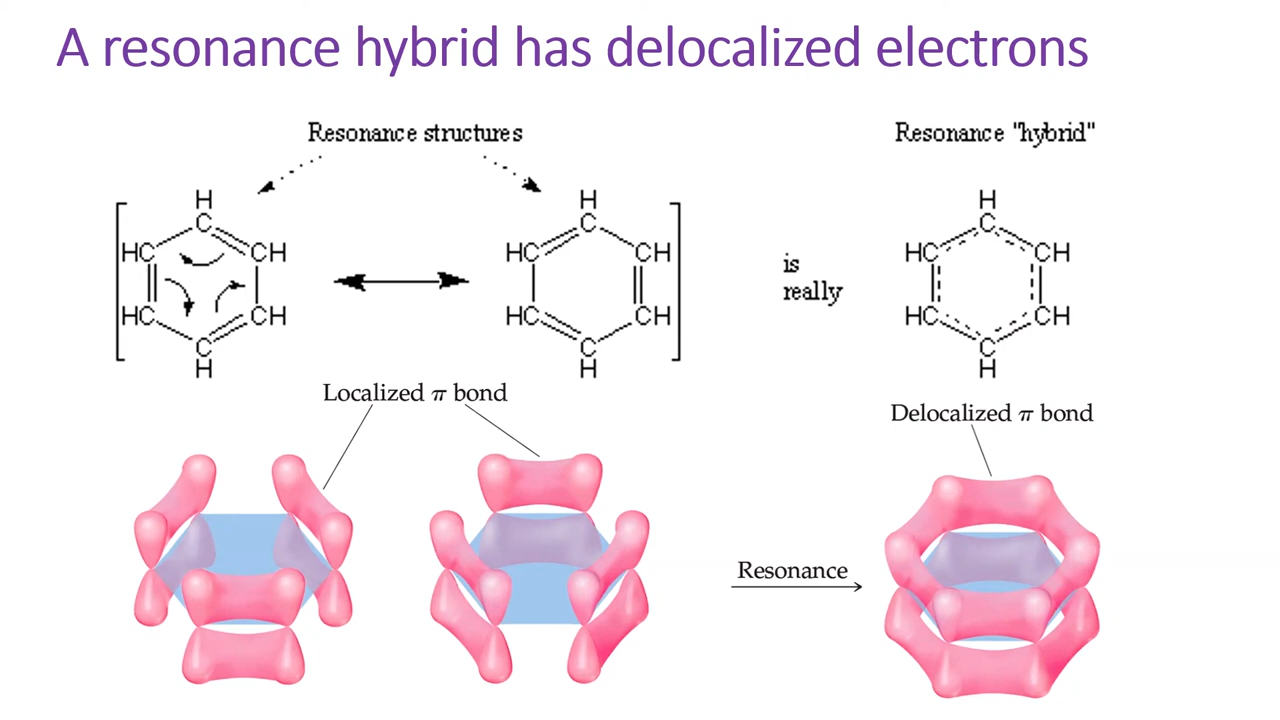 A resonance hybrid has delocalized electrons
Resonance structures
Resonance "hybrid"
H
C
HC
CH
HC
CH
C
H
H
C
HC
CH
HC
CH
C
H
is
really
H
C
HC
CH
HC
CH
C
H
Localized π bond
Delocalized π bond
Resonance